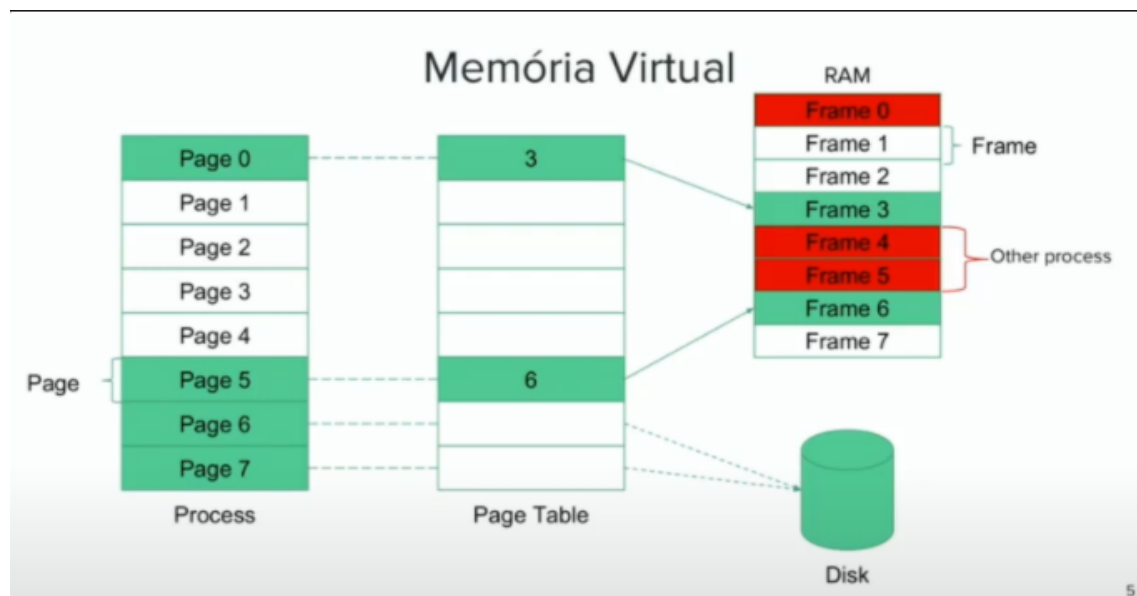 Memória Virtual
RAM
Frame 0
Frame 1
Frame
Frame 2
Frame 3
Frame 4
Other process
Frame 5
Frame 6
Frame 7
Page 0
3
Page 1
Page 2
Page 3
Page 4
Page
Page 5
6
Page 6
Page 7
Process
Page Table
Disk
5